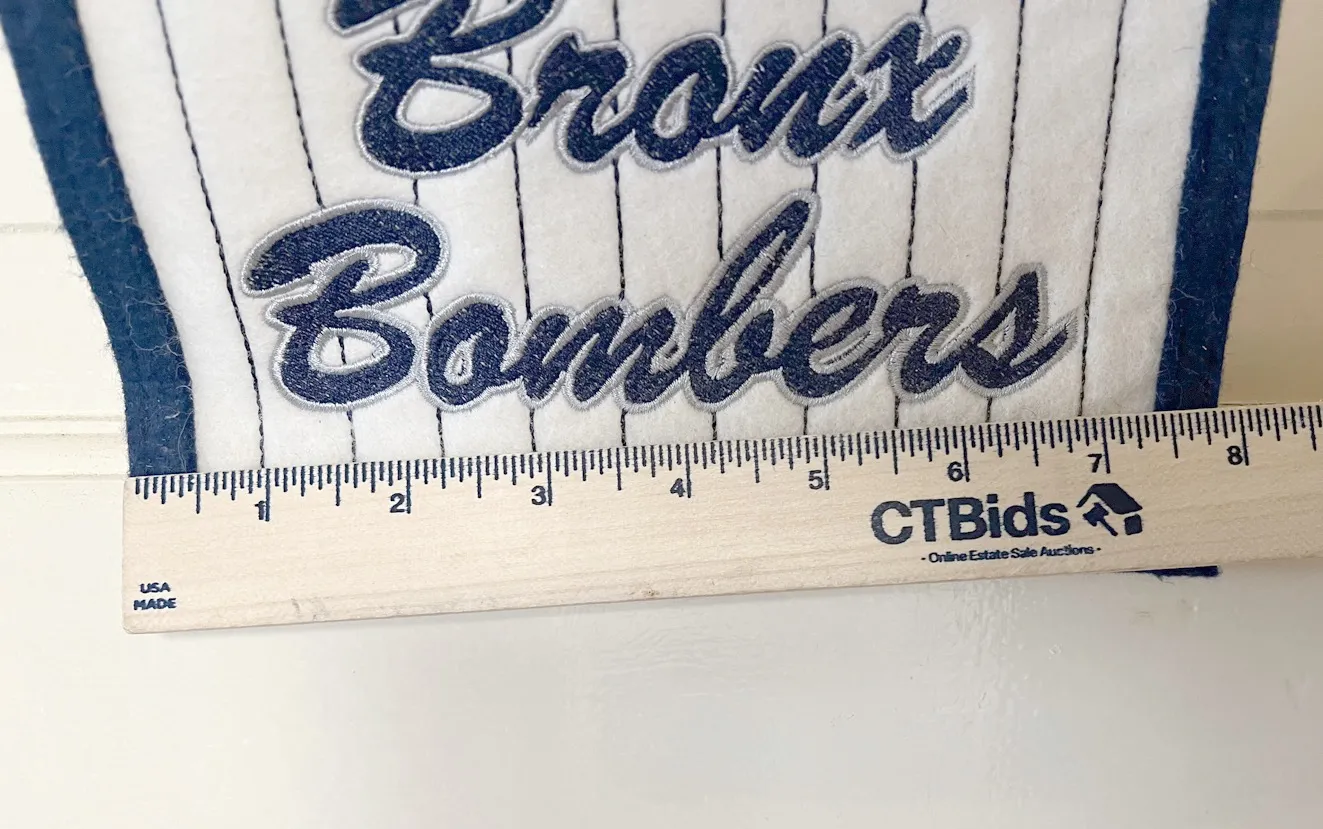 Bronx
Bombers
1 2 3 4 5 6 7 8
CTBids
- Online Estate Sale Auctions -
USA
MADE